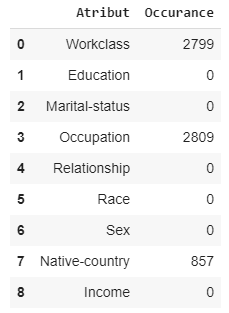 Atribut Occurance
0 Workclass 2799
1 Education 0
2 Marital-status 0
3 Occupation 2809
4 Relationship 0
5 Race 0
6 Sex 0
7 Native-country 857
8 Income 0